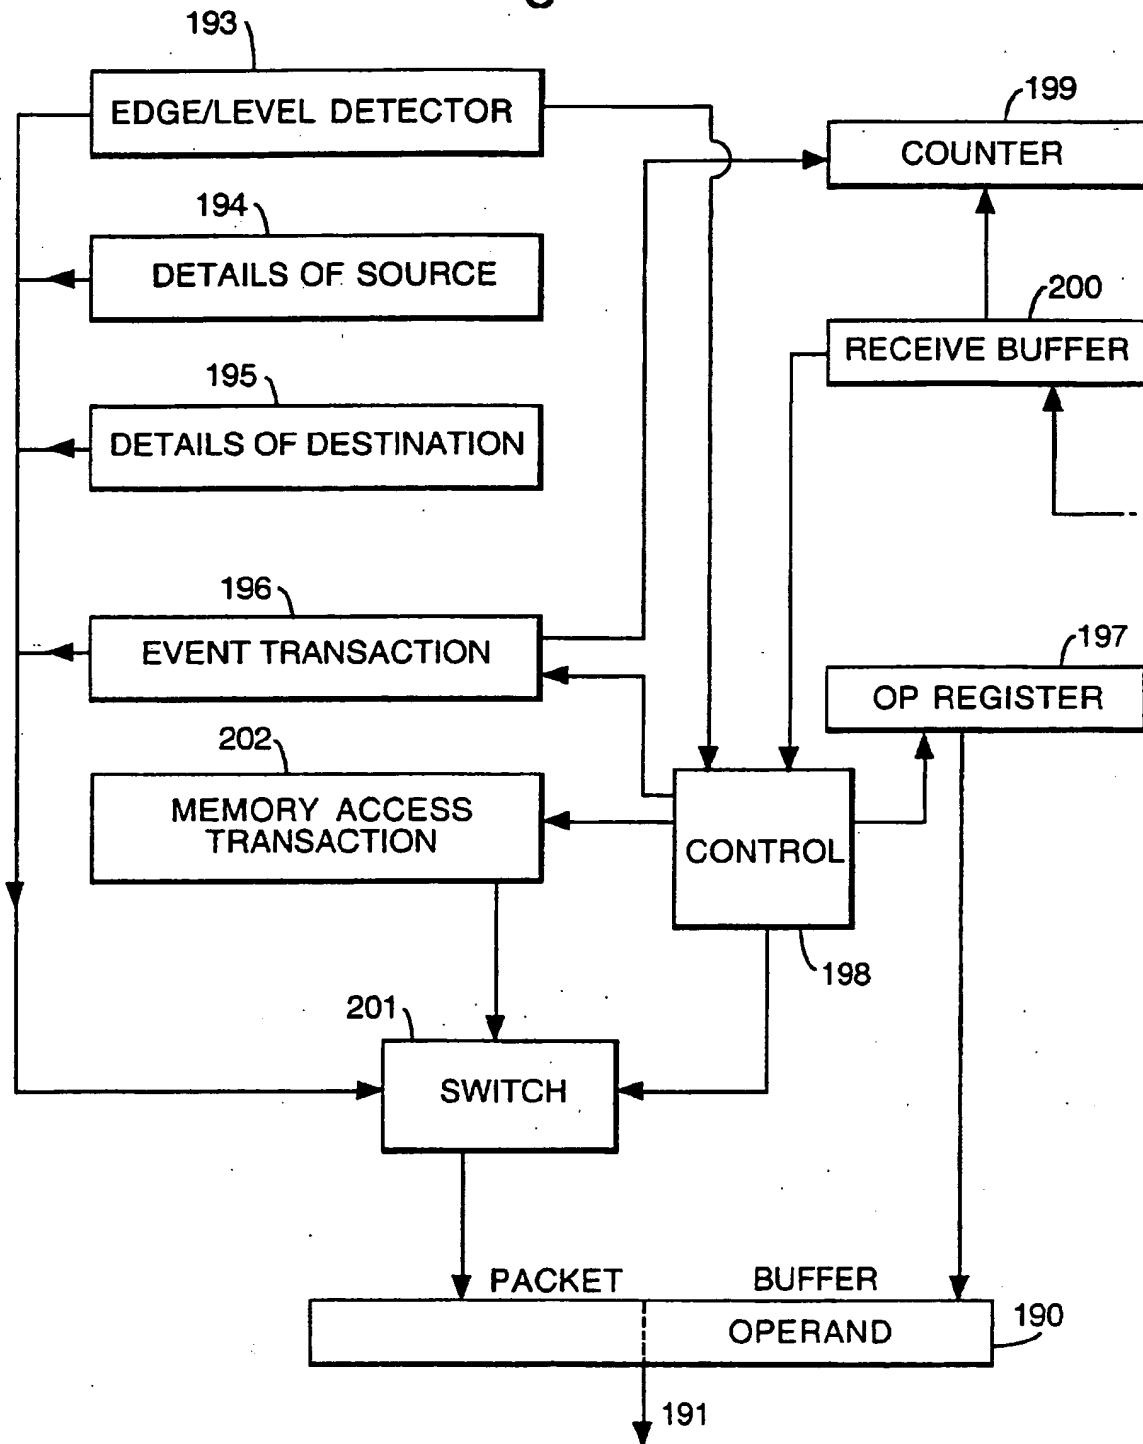 193
EDGE/LEVEL DETECTOR
199
COUNTER
194
DETAILS OF SOURCE
200
RECEIVE BUFFER
195
DETAILS OF DESTINATION
196
EVENT TRANSACTION
197
OP REGISTER
202
MEMORY ACCESS
TRANSACTION
CONTROL
198
201
SWITCH
PACKET BUFFER
OPERAND
190
191